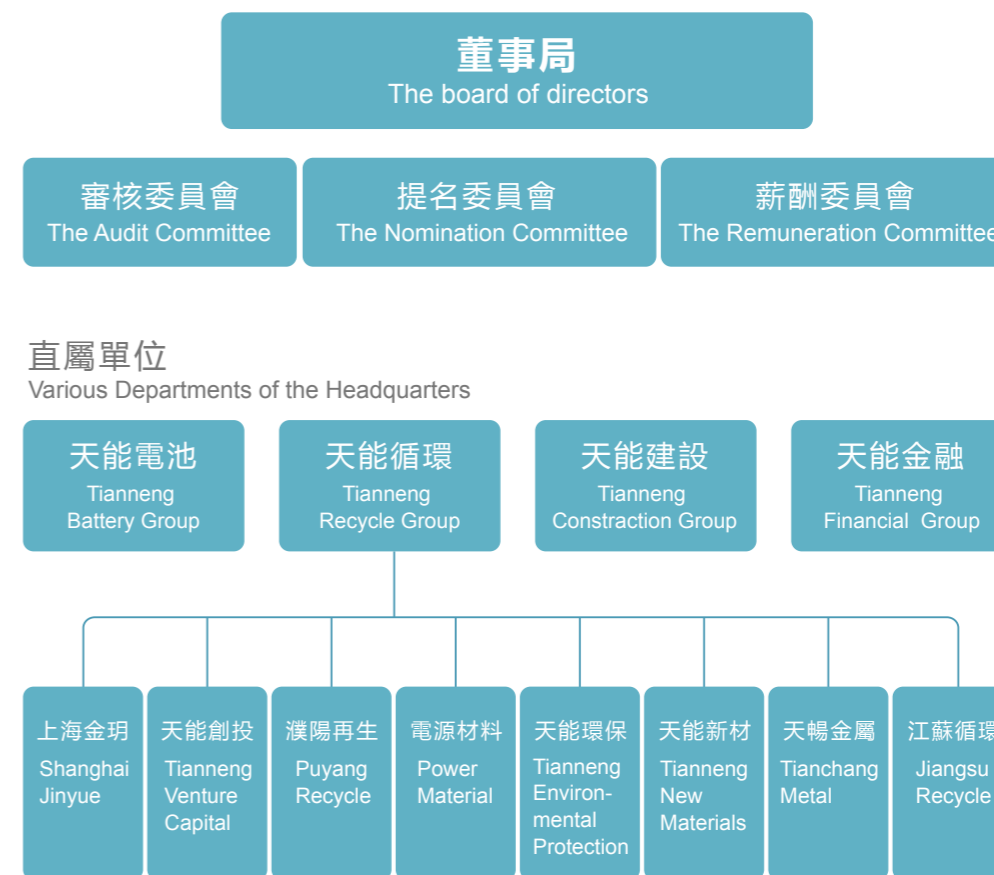 董事局
The board of directors
審核委員會
The Audit Committee
提名委員會
The Nomination Committee
薪酬委員會
The Remuneration Committee
直屬單位
Various Departments of the Headquarters
天能電池
Tianneng
Battery Group
天能循環
Tianneng
Recycle Group
天能建設
Tianneng
Constraction Group
天能金融
Tianneng
Financial Group
上海金玥
Shanghai
Jinyue
天能創投
Tianneng
Venture
Capital
濮陽再生
Puyang
Recycle
電源材料
Power
Material
天能環保
Tianneng
Environ-
mental
Protection
天能新材
Tianneng
New
Materials
天暢金屬
Tianchang
Metal
江蘇循環
Jiangsu
Recycle